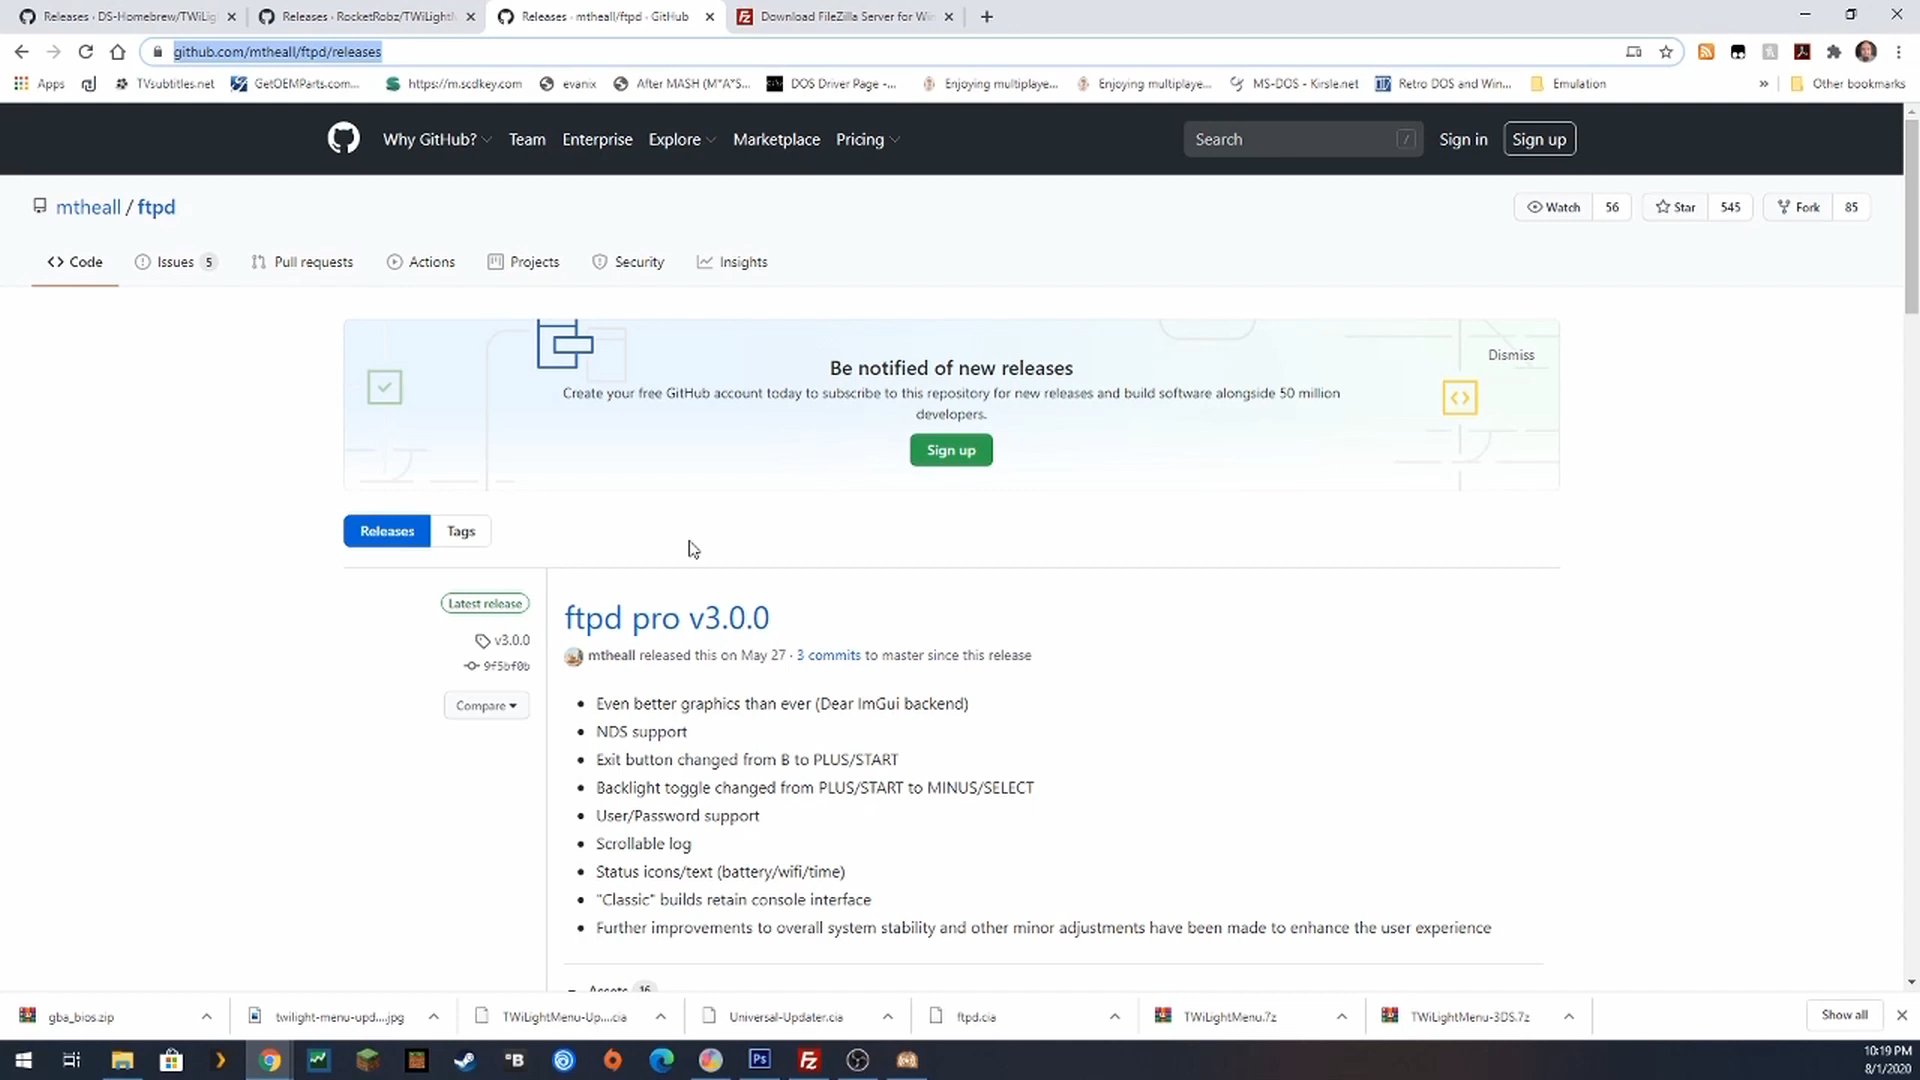 Releases · DS-Homebrew/TWiLig
Releases · RocketRobz/TWiLightM
Releases · mtheall/ftpd · GitHub
Download FileZilla Server for Win
github.com/mtheall/ftpd/releases
Apps
TVsubtitles.net
GetOEMParts.com...
https://m.scdkey.com
evanix
After MASH (M*A*S...
DOS Driver Page -...
Enjoying multiplaye...
Enjoying multiplaye...
MS-DOS - Kirsle.net
Retro DOS and Win...
Emulation
»
Other bookmarks
Why GitHub?
Team
Enterprise
Explore
Marketplace
Pricing
Search
/
Sign in
Sign up
mtheall / ftpd
Watch 56
Star 545
Fork 85
Code
Issues 5
Pull requests
Actions
Projects
Security
Insights
Be notified of new releases
Dismiss
Create your free GitHub account today to subscribe to this repository for new releases and build software alongside 50 million
developers.
Sign up
Releases
Tags
Latest release
v3.0.0
9f5bf0b
Compare
ftpd pro v3.0.0
mtheall released this on May 27 · 3 commits to master since this release
• Even better graphics than ever (Dear ImGui backend)
• NDS support
• Exit button changed from B to PLUS/START
• Backlight toggle changed from PLUS/START to MINUS/SELECT
• User/Password support
• Scrollable log
• Status icons/text (battery/wifi/time)
• "Classic" builds retain console interface
• Further improvements to overall system stability and other minor adjustments have been made to enhance the user experience
Assets 16
gba_bios.zip
twilight-menu-upd....jpg
TWiLightMenu-Up....cia
Universal-Updater.cia
ftpd.cia
TWiLightMenu.7z
TWiLightMenu-3DS.7z
Show all
10:19 PM
8/1/2020